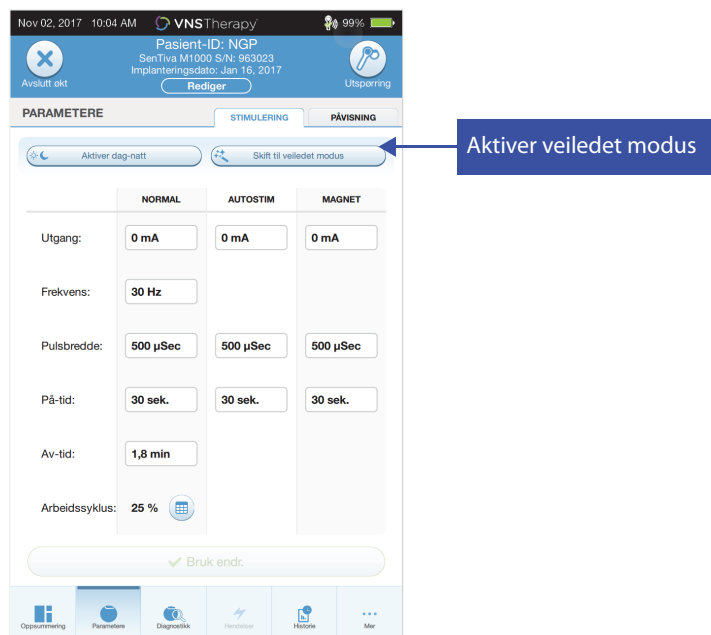 Nov 02, 2017 10:04 AM VNSTherapy 99%
Pasient-ID: NGP
SenTiva M1000 S/N: 963023
Implanteringsdato: Jan 16, 2017
Avslutt økt
Rediger
Utspørring
PARAMETERE
STIMULERING
PÅVISNING
Aktiver dag-natt
Skift til veiledet modus
Aktiver veiledet modus
NORMAL AUTOSTIM MAGNET
Utgang: 0 mA 0 mA 0 mA
Frekvens: 30 Hz
Pulsbredde: 500 µSec 500 µSec 500 µSec
På-tid: 30 sek. 30 sek. 30 sek.
Av-tid: 1,8 min
Arbeidssyklus: 25 %
Bruk endr.
Oppsummering Parametere Diagnostikk Hendelser Historie Mer